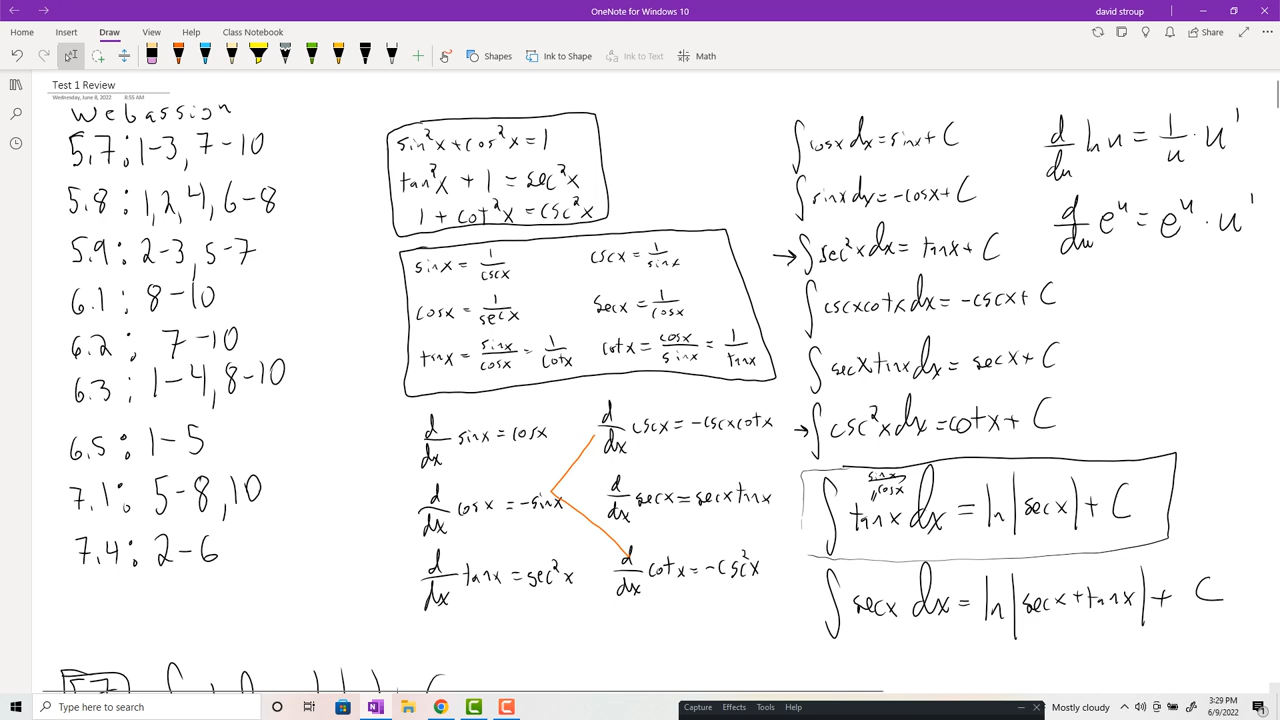 OneNote for Windows 10
david stroup
Home Insert Draw View Help Class Notebook
Share
Shapes Ink to Shape Ink to Text Math
Test 1 Review
Wednesday, June 8, 2022 8:55 AM
Webassign
5.7: 1-3, 7-10
5.8: 1,2,4, 6-8
5.9: 2-3, 5-7
6.1: 8-10
6.2: 7-10
6.3: 1-4, 8-10
6.5: 1-5
7.1: 5-8, 10
7.4: 2-6
sin²x+cos²x=1
tan²x + 1 = sec²x
1 + cot²x = csc²x
sinx = 1/cscx cscx = 1/sinx
cosx = 1/secx secx = 1/cosx
tanx = sinx/cosx = 1/cotx cotx = cosx/sinx = 1/tanx
d/dx sinx = cosx d/dx cscx = -cscxcotx
d/dx cosx = -sinx d/dx secx = secxtanx
d/dx tanx = sec²x d/dx cotx = -csc²x
∫cosx dx = sinx + C
∫sinx dx = -cosx + C
→ ∫sec²x dx = tanx + C
∫cscxcotx dx = -cscx + C
∫secxtanx dx = secx + C
→ ∫csc²x dx = cotx + C
sinx/cosx
∫tanx dx = ln|secx| + C
∫secx dx = ln|secx+tanx| + C
d/du ln u = 1/u · u'
d/du e^u = e^u · u'
5.7
Type here to search
Capture Effects Tools Help
Mostly cloudy
3:29 PM
6/9/2022